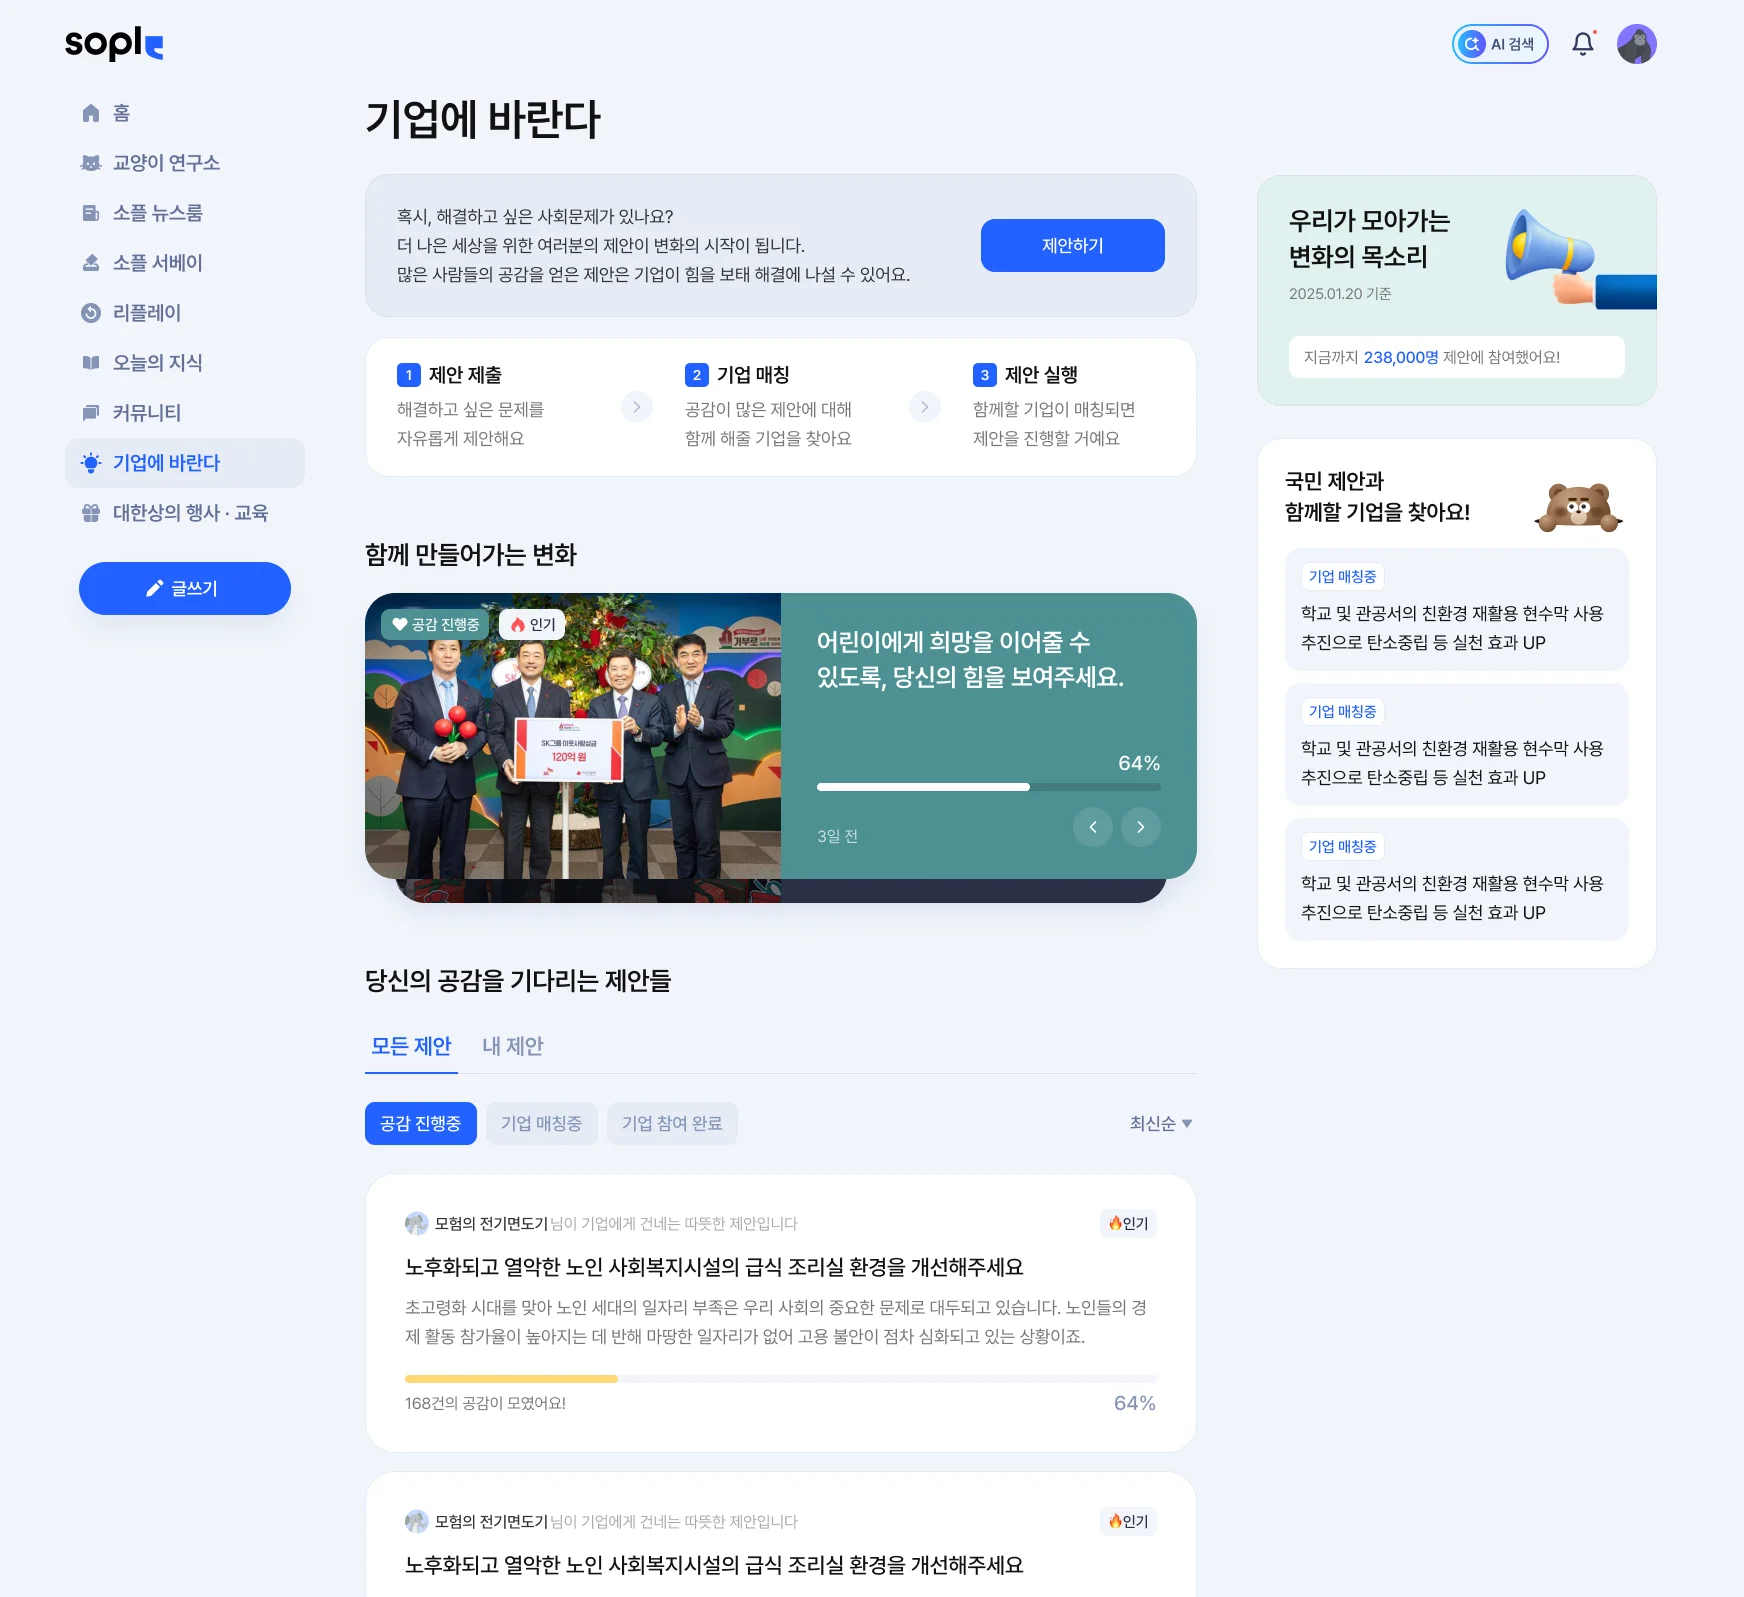 sople
AI 검색
홈
교양이 연구소
소플 뉴스룸
소플 서베이
리플레이
오늘의 지식
커뮤니티
기업에 바란다
대한상의 행사 · 교육
글쓰기
기업에 바란다
혹시, 해결하고 싶은 사회문제가 있나요?
더 나은 세상을 위한 여러분의 제안이 변화의 시작이 됩니다.
많은 사람들의 공감을 얻은 제안은 기업이 힘을 보태 해결에 나설 수 있어요.
제안하기
1 제안 제출
해결하고 싶은 문제를
자유롭게 제안해요
2 기업 매칭
공감이 많은 제안에 대해
함께 해줄 기업을 찾아요
3 제안 실행
함께할 기업이 매칭되면
제안을 진행할 거예요
함께 만들어가는 변화
공감 진행중
인기
기부로
SK
SK그룹 이웃사랑성금
120억 원
SK
어린이에게 희망을 이어줄 수
있도록, 당신의 힘을 보여주세요.
64%
3일 전
당신의 공감을 기다리는 제안들
모든 제안
내 제안
공감 진행중
기업 매칭중
기업 참여 완료
최신순
모험의 전기면도기 님이 기업에게 건네는 따뜻한 제안입니다
인기
노후화되고 열악한 노인 사회복지시설의 급식 조리실 환경을 개선해주세요
초고령화 시대를 맞아 노인 세대의 일자리 부족은 우리 사회의 중요한 문제로 대두되고 있습니다. 노인들의 경
제 활동 참가율이 높아지는 데 반해 마땅한 일자리가 없어 고용 불안이 점차 심화되고 있는 상황이죠.
168건의 공감이 모였어요!
64%
모험의 전기면도기 님이 기업에게 건네는 따뜻한 제안입니다
인기
노후화되고 열악한 노인 사회복지시설의 급식 조리실 환경을 개선해주세요
우리가 모아가는
변화의 목소리
2025.01.20 기준
지금까지 238,000명 제안에 참여했어요!
국민 제안과
함께할 기업을 찾아요!
기업 매칭중
학교 및 관공서의 친환경 재활용 현수막 사용
추진으로 탄소중립 등 실천 효과 UP
기업 매칭중
학교 및 관공서의 친환경 재활용 현수막 사용
추진으로 탄소중립 등 실천 효과 UP
기업 매칭중
학교 및 관공서의 친환경 재활용 현수막 사용
추진으로 탄소중립 등 실천 효과 UP